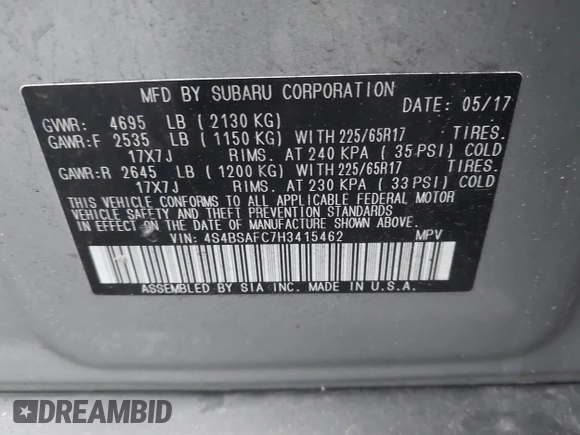 MFD BY SUBARU CORPORATION
DATE: 05/17
GVWR: 4695 LB (2130 KG)
GAWR:F 2535 LB (1150 KG) WITH 225/65R17 TIRES.
17X7J RIMS. AT 240 KPA (35 PSI) COLD
GAWR:R 2645 LB (1200 KG) WITH 225/65R17 TIRES.
17X7J RIMS. AT 230 KPA (33 PSI) COLD
THIS VEHICLE CONFORMS TO ALL APPLICABLE FEDERAL MOTOR
VEHICLE SAFETY AND THEFT PREVENTION STANDARDS IN EFFECT
ON THE DATE OF MANUFACTURE SHOWN ABOVE.
VIN: 4S4BSAFC7H3415462 MPV
ASSEMBLED BY SIA INC. MADE IN U.S.A.
DREAMBID